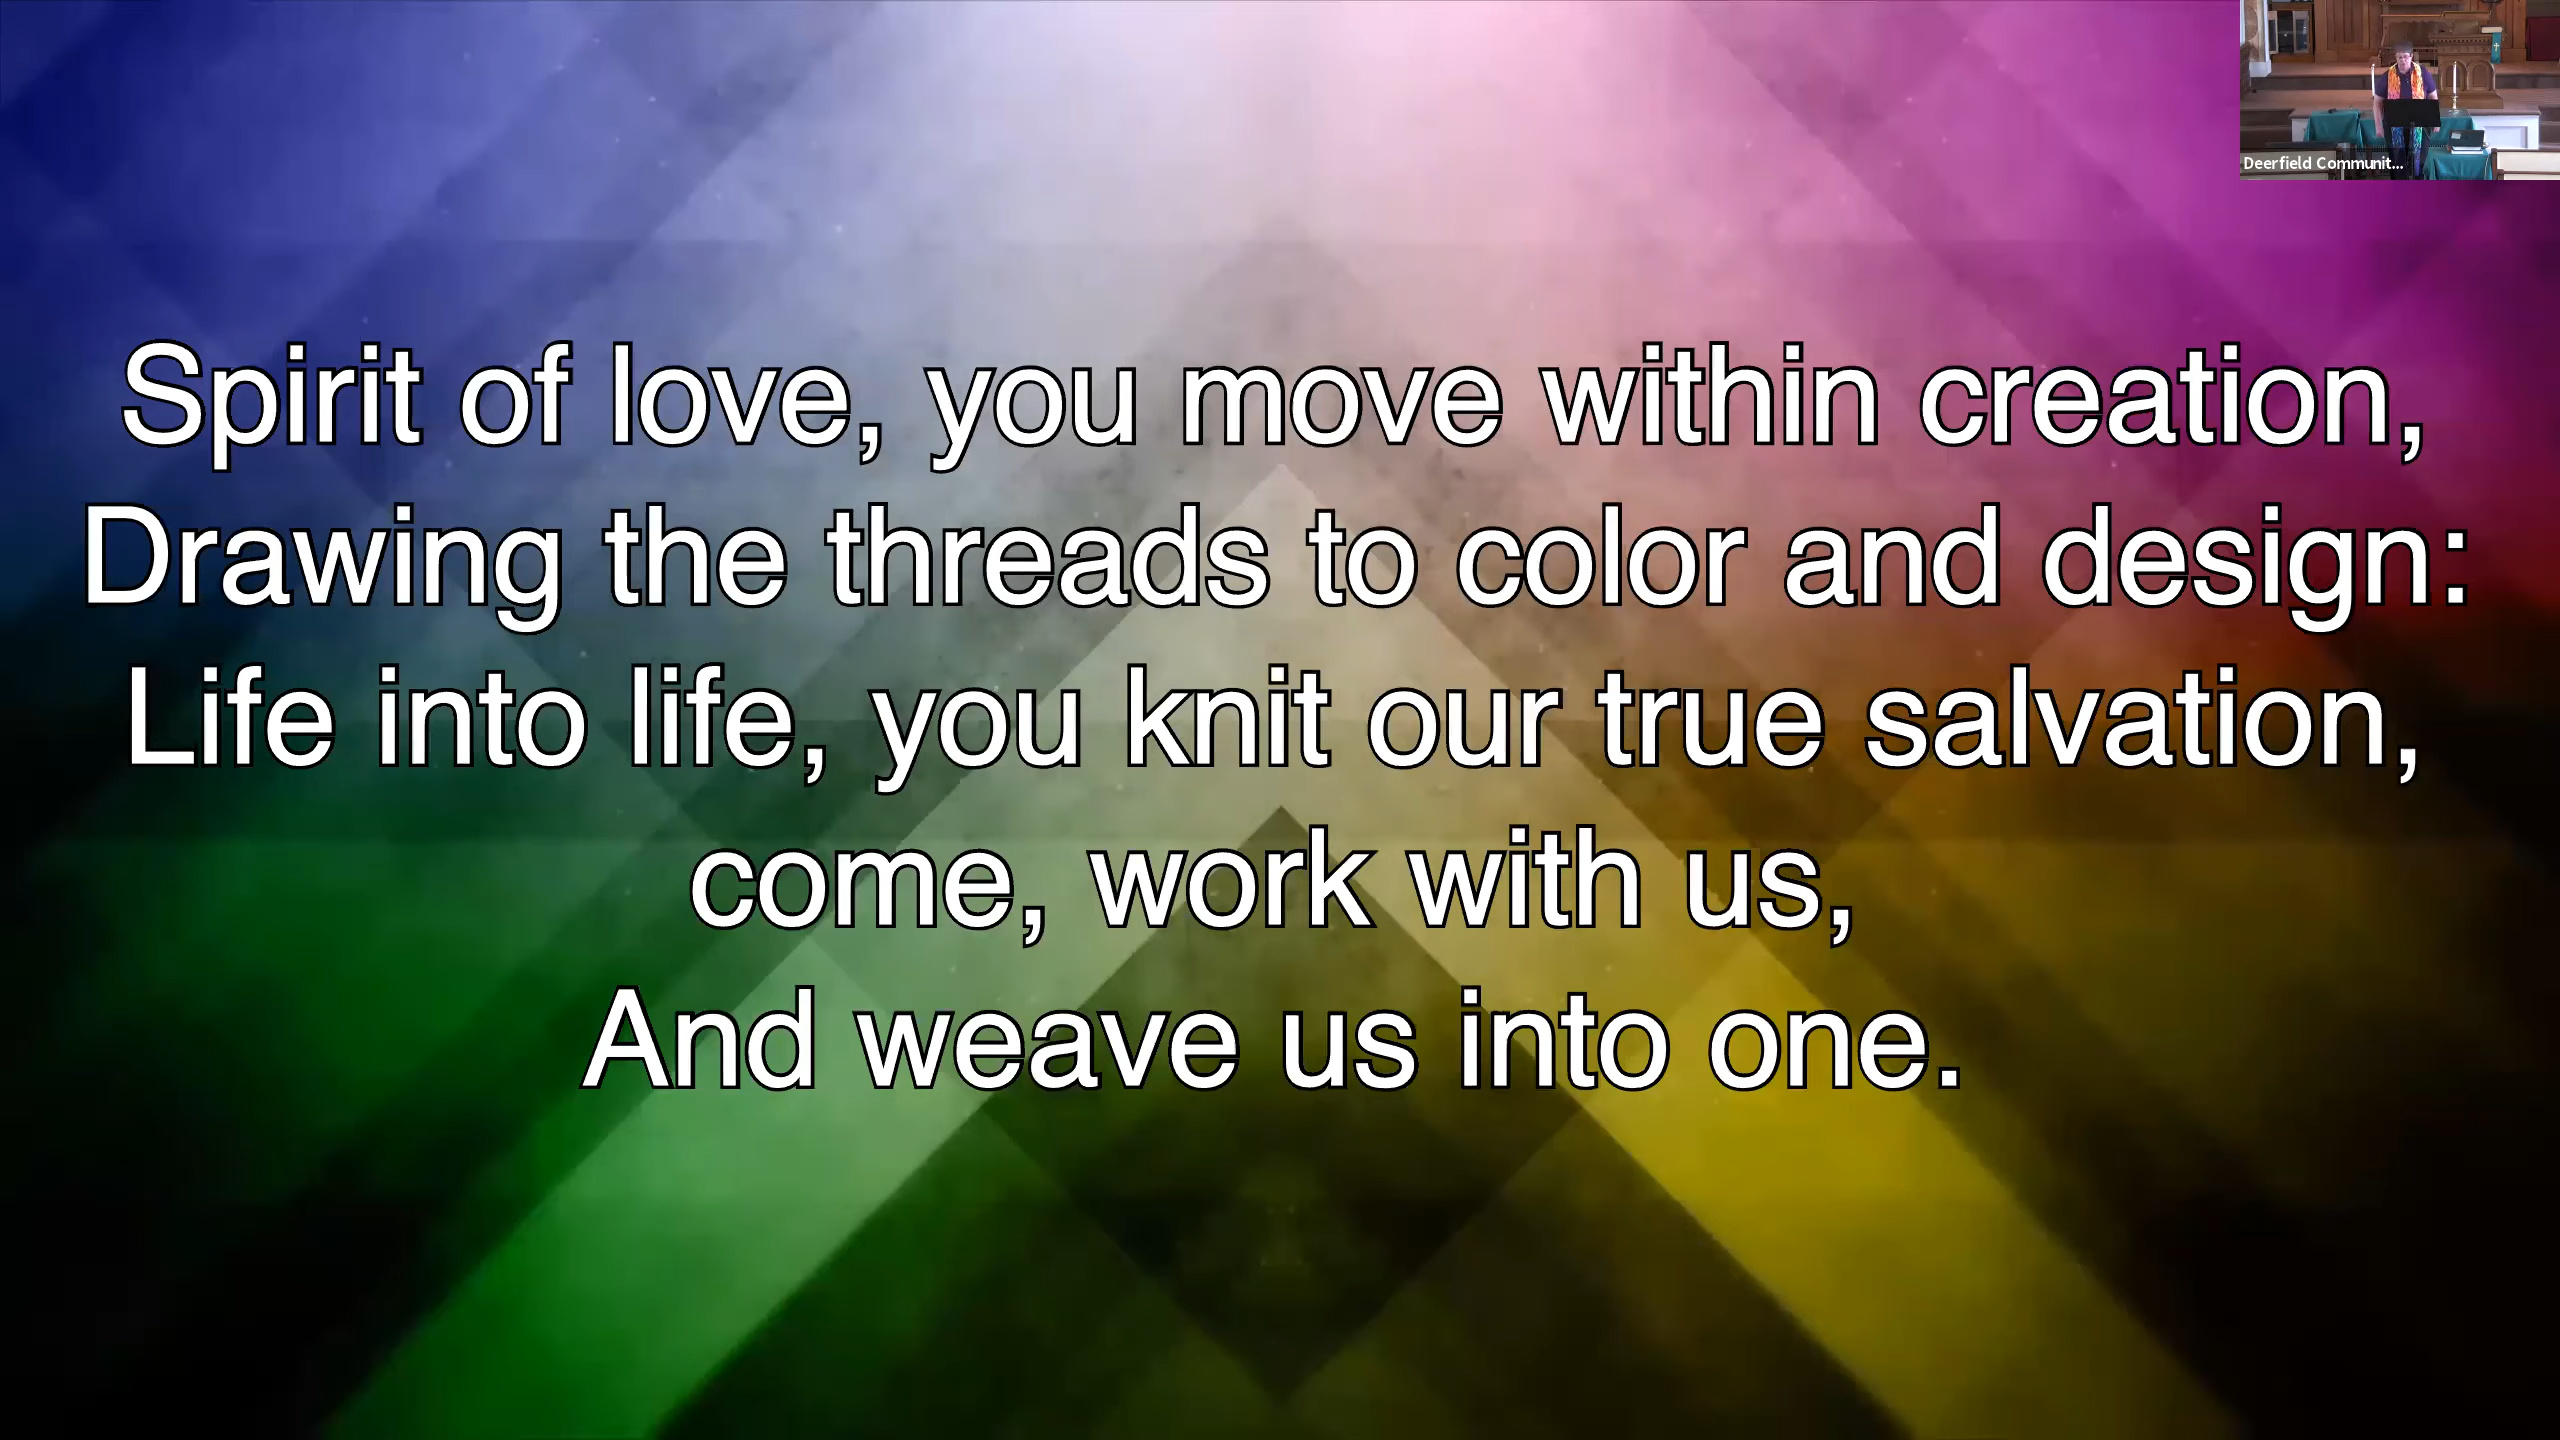 Deerfield Communit...
Spirit of love, you move within creation,
Drawing the threads to color and design:
Life into life, you knit our true salvation,
come, work with us,
And weave us into one.